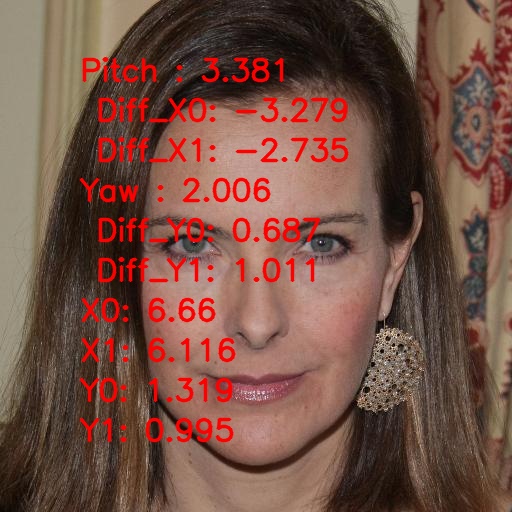 Pitch : 3.381
Diff_X0: -3.279
Diff_X1: -2.735
Yaw : 2.006
Diff_Y0: 0.687
Diff_Y1: 1.011
X0: 6.66
X1: 6.116
Y0: 1.319
Y1: 0.995